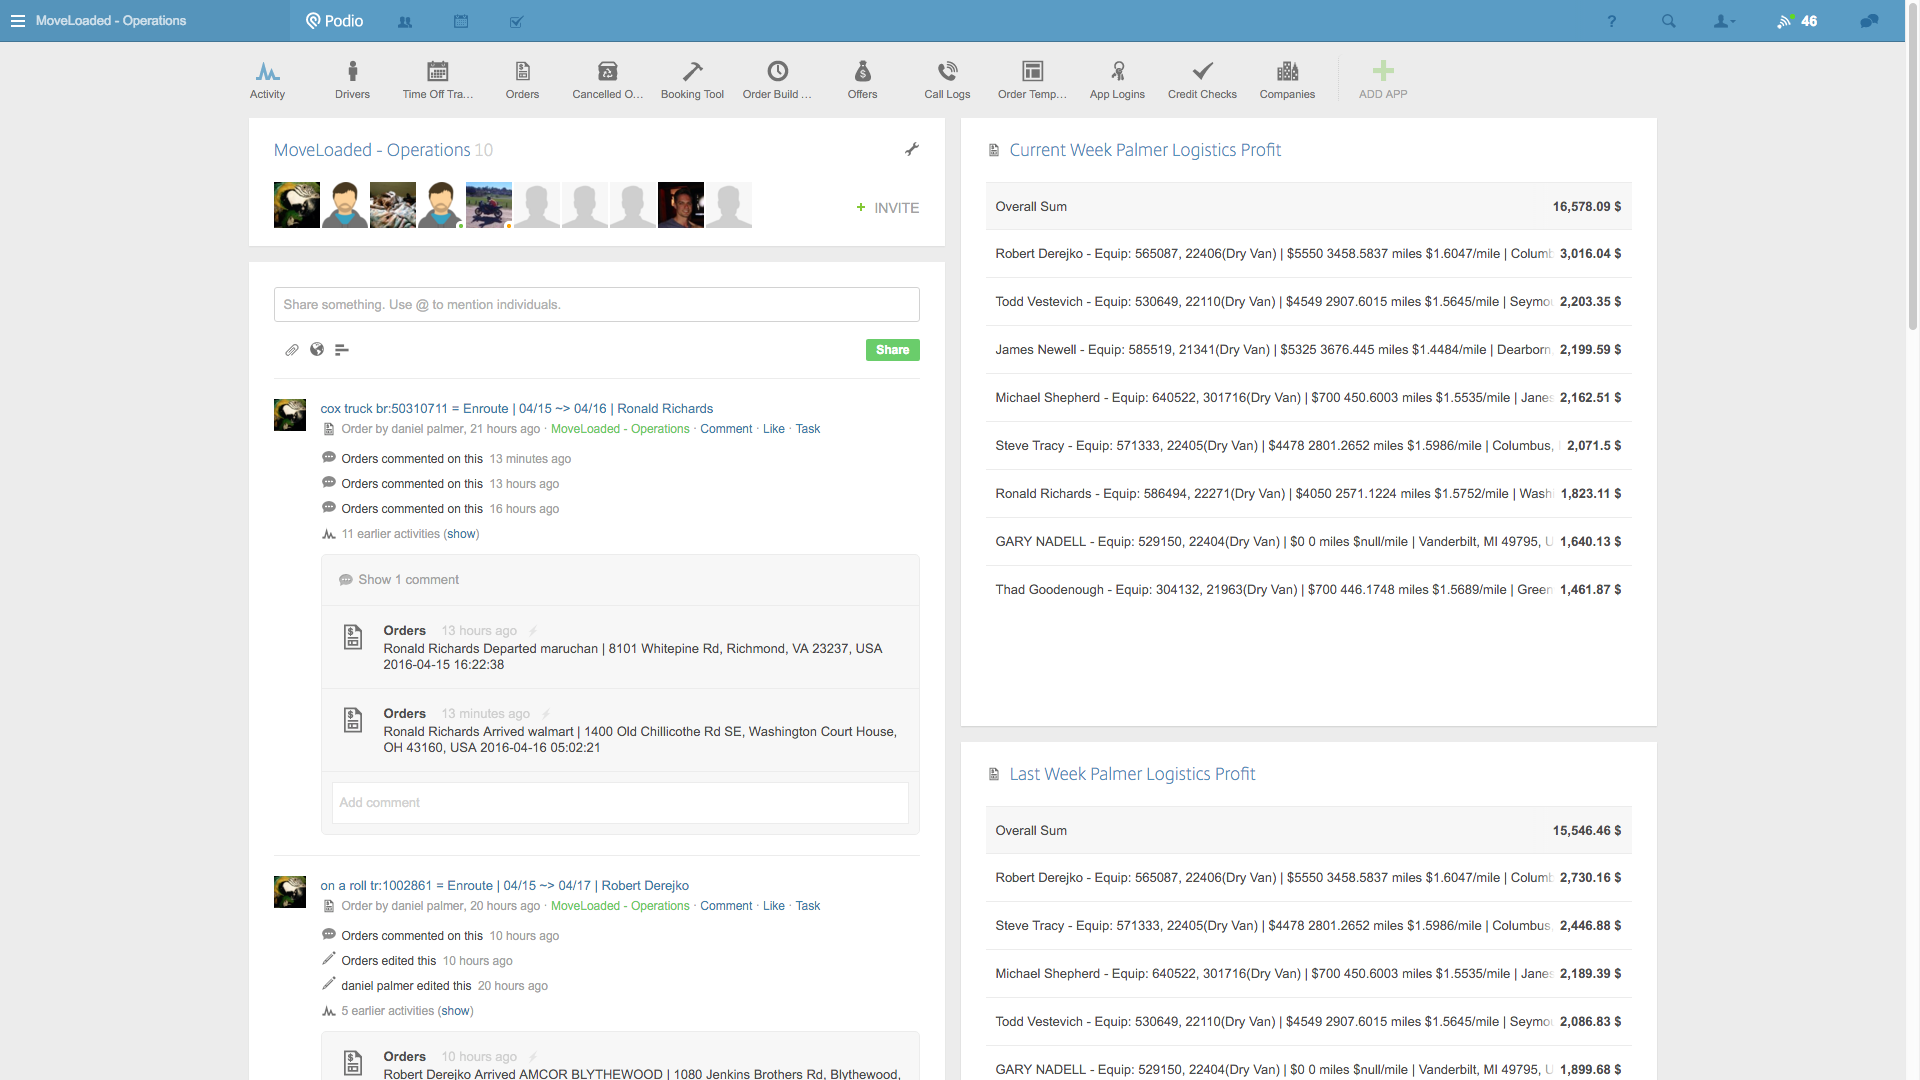 MoveLoaded - Operations
Podio
?
46
Activity
Drivers
Time Off Tra...
Orders
Cancelled O...
Booking Tool
Order Build ...
Offers
Call Logs
Order Temp...
App Logins
Credit Checks
Companies
ADD APP
MoveLoaded - Operations 10
+ INVITE
Share something. Use @ to mention individuals.
Share
cox truck br:50310711 = Enroute | 04/15 ~> 04/16 | Ronald Richards
Order by daniel palmer, 21 hours ago · MoveLoaded - Operations · Comment · Like · Task
Orders commented on this 13 minutes ago
Orders commented on this 13 hours ago
Orders commented on this 16 hours ago
11 earlier activities (show)
Show 1 comment
Orders 13 hours ago
Ronald Richards Departed maruchan | 8101 Whitepine Rd, Richmond, VA 23237, USA
2016-04-15 16:22:38
Orders 13 minutes ago
Ronald Richards Arrived walmart | 1400 Old Chillicothe Rd SE, Washington Court House,
OH 43160, USA 2016-04-16 05:02:21
Add comment
on a roll tr:1002861 = Enroute | 04/15 ~> 04/17 | Robert Derejko
Order by daniel palmer, 20 hours ago · MoveLoaded - Operations · Comment · Like · Task
Orders commented on this 10 hours ago
Orders edited this 10 hours ago
daniel palmer edited this 20 hours ago
5 earlier activities (show)
Orders 10 hours ago
Robert Derejko Arrived AMCOR BLYTHEWOOD | 1080 Jenkins Brothers Rd, Blythewood,
Current Week Palmer Logistics Profit
Overall Sum 16,578.09 $
Robert Derejko - Equip: 565087, 22406(Dry Van) | $5550 3458.5837 miles $1.6047/mile | Columb 3,016.04 $
Todd Vestevich - Equip: 530649, 22110(Dry Van) | $4549 2907.6015 miles $1.5645/mile | Seymou 2,203.35 $
James Newell - Equip: 585519, 21341(Dry Van) | $5325 3676.445 miles $1.4484/mile | Dearborn 2,199.59 $
Michael Shepherd - Equip: 640522, 301716(Dry Van) | $700 450.6003 miles $1.5535/mile | Janes 2,162.51 $
Steve Tracy - Equip: 571333, 22405(Dry Van) | $4478 2801.2652 miles $1.5986/mile | Columbus, 2,071.5 $
Ronald Richards - Equip: 586494, 22271(Dry Van) | $4050 2571.1224 miles $1.5752/mile | Wash 1,823.11 $
GARY NADELL - Equip: 529150, 22404(Dry Van) | $0 0 miles $null/mile | Vanderbilt, MI 49795, U 1,640.13 $
Thad Goodenough - Equip: 304132, 21963(Dry Van) | $700 446.1748 miles $1.5689/mile | Green 1,461.87 $
Last Week Palmer Logistics Profit
Overall Sum 15,546.46 $
Robert Derejko - Equip: 565087, 22406(Dry Van) | $5550 3458.5837 miles $1.6047/mile | Columb 2,730.16 $
Steve Tracy - Equip: 571333, 22405(Dry Van) | $4478 2801.2652 miles $1.5986/mile | Columbus, 2,446.88 $
Michael Shepherd - Equip: 640522, 301716(Dry Van) | $700 450.6003 miles $1.5535/mile | Janes 2,189.39 $
Todd Vestevich - Equip: 530649, 22110(Dry Van) | $4549 2907.6015 miles $1.5645/mile | Seymou 2,086.83 $
GARY NADELL - Equip: 529150, 22404(Dry Van) | $0 0 miles $null/mile | Vanderbilt, MI 49795, U 1,899.68 $